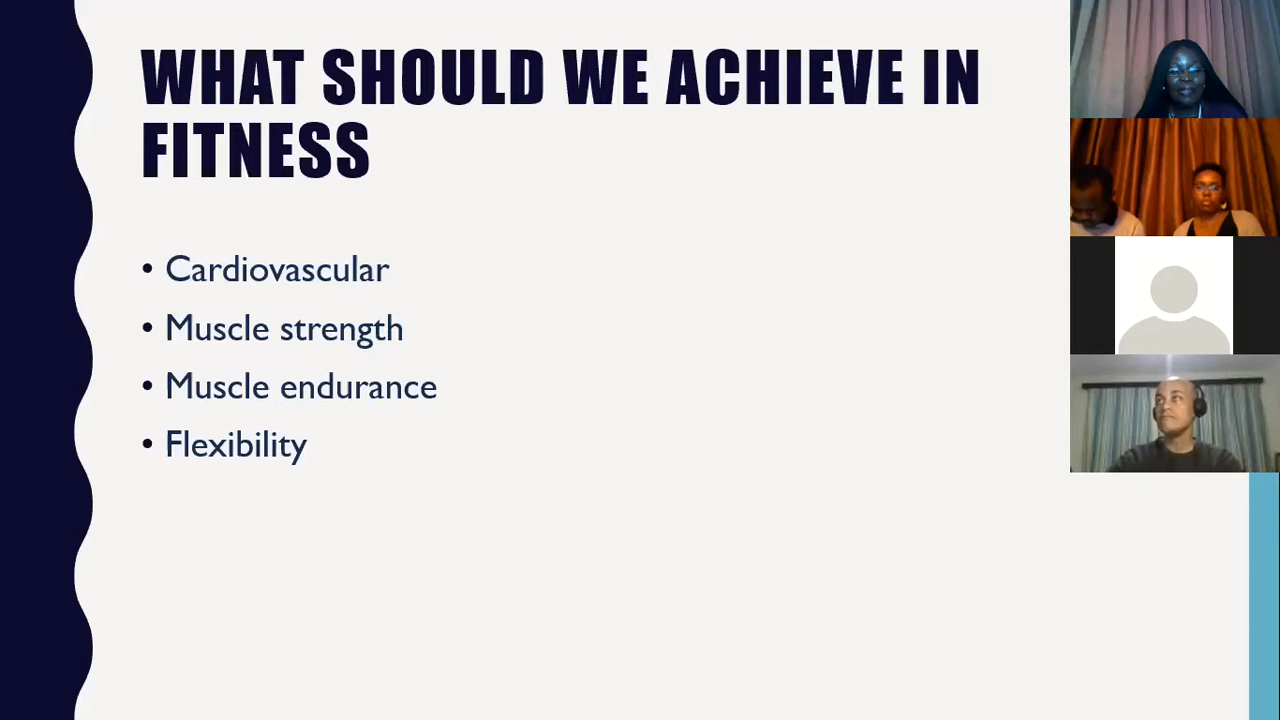 WHAT SHOULD WE ACHIEVE IN
FITNESS
• Cardiovascular
• Muscle strength
• Muscle endurance
• Flexibility